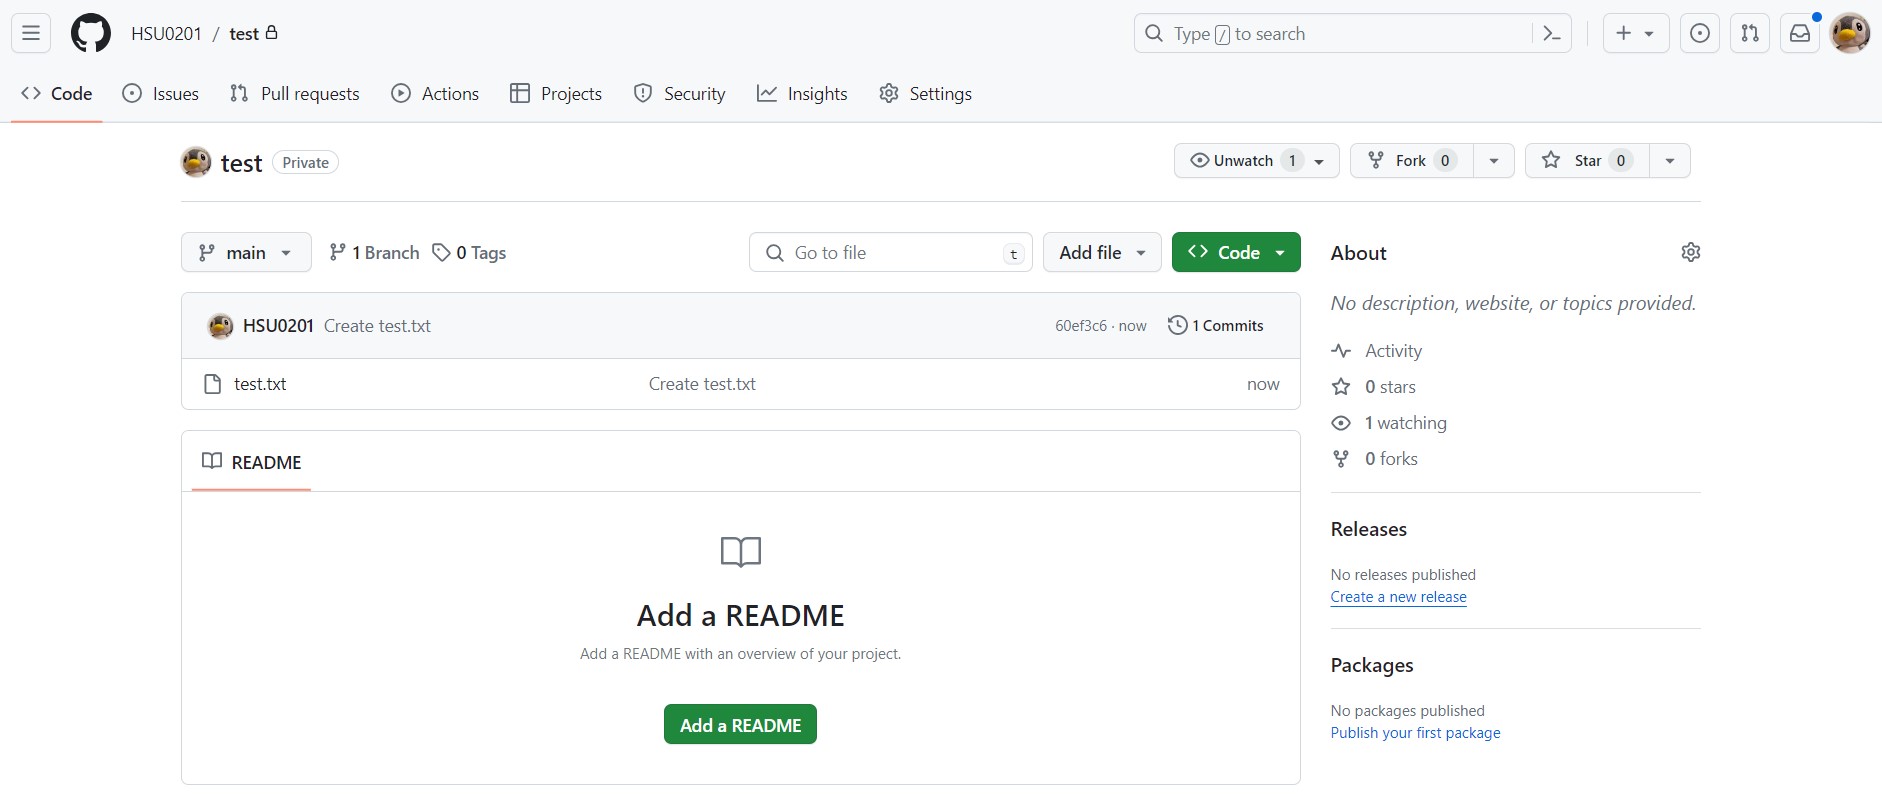 HSU0201 / test
Type / to search
Code Issues Pull requests Actions Projects Security Insights Settings
test Private
Unwatch 1 Fork 0 Star 0
main 1 Branch 0 Tags
Go to file t Add file Code
HSU0201 Create test.txt 60ef3c6 · now 1 Commits
test.txt Create test.txt now
README
Add a README
Add a README with an overview of your project.
Add a README
About
No description, website, or topics provided.
Activity
0 stars
1 watching
0 forks
Releases
No releases published
Create a new release
Packages
No packages published
Publish your first package